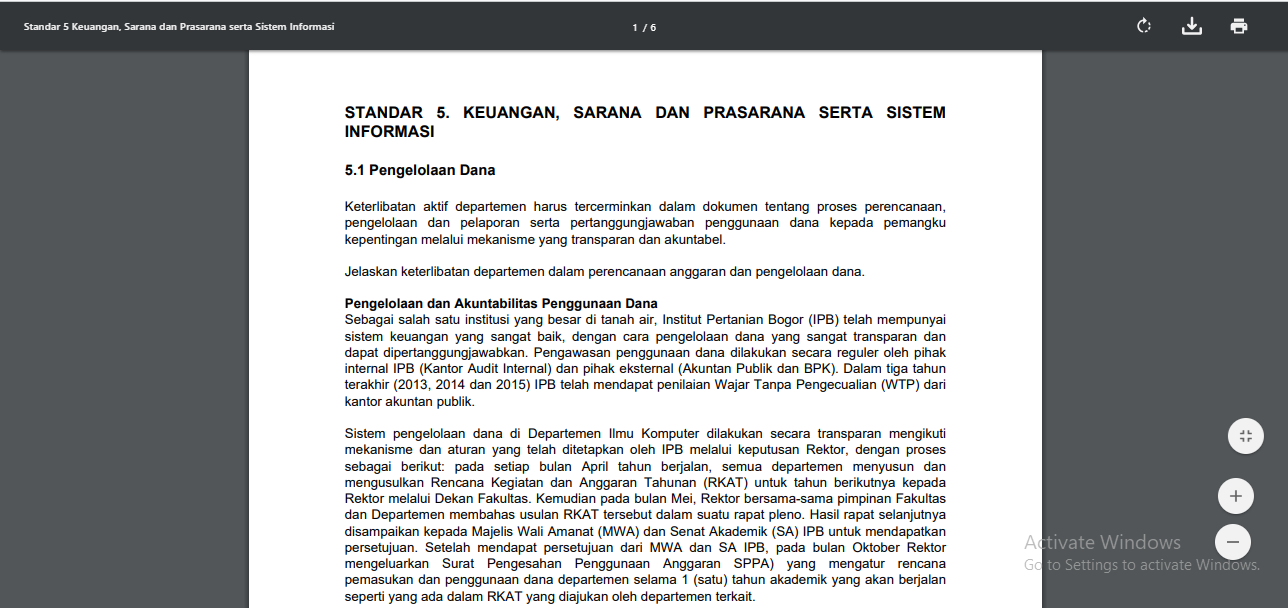 Standar 5 Keuangan, Sarana dan Prasarana serta Sistem Informasi
1 / 6
STANDAR 5. KEUANGAN, SARANA DAN PRASARANA SERTA SISTEM
INFORMASI
5.1 Pengelolaan Dana
Keterlibatan aktif departemen harus tercerminkan dalam dokumen tentang proses perencanaan,
pengelolaan dan pelaporan serta pertanggungjawaban penggunaan dana kepada pemangku
kepentingan melalui mekanisme yang transparan dan akuntabel.
Jelaskan keterlibatan departemen dalam perencanaan anggaran dan pengelolaan dana.
Pengelolaan dan Akuntabilitas Penggunaan Dana
Sebagai salah satu institusi yang besar di tanah air, Institut Pertanian Bogor (IPB) telah mempunyai
sistem keuangan yang sangat baik, dengan cara pengelolaan dana yang sangat transparan dan
dapat dipertanggungjawabkan. Pengawasan penggunaan dana dilakukan secara reguler oleh pihak
internal IPB (Kantor Audit Internal) dan pihak eksternal (Akuntan Publik dan BPK). Dalam tiga tahun
terakhir (2013, 2014 dan 2015) IPB telah mendapat penilaian Wajar Tanpa Pengecualian (WTP) dari
kantor akuntan publik.
Sistem pengelolaan dana di Departemen Ilmu Komputer dilakukan secara transparan mengikuti
mekanisme dan aturan yang telah ditetapkan oleh IPB melalui keputusan Rektor, dengan proses
sebagai berikut: pada setiap bulan April tahun berjalan, semua departemen menyusun dan
mengusulkan Rencana Kegiatan dan Anggaran Tahunan (RKAT) untuk tahun berikutnya kepada
Rektor melalui Dekan Fakultas. Kemudian pada bulan Mei, Rektor bersama-sama pimpinan Fakultas
dan Departemen membahas usulan RKAT tersebut dalam suatu rapat pleno. Hasil rapat selanjutnya
disampaikan kepada Majelis Wali Amanat (MWA) dan Senat Akademik (SA) IPB untuk mendapatkan
persetujuan. Setelah mendapat persetujuan dari MWA dan SA IPB, pada bulan Oktober Rektor
mengeluarkan Surat Pengesahan Penggunaan Anggaran SPPA) yang mengatur rencana
pemasukan dan penggunaan dana departemen selama 1 (satu) tahun akademik yang akan berjalan
seperti yang ada dalam RKAT yang diajukan oleh departemen terkait.
Activate Windows
Go to Settings to activate Windows.